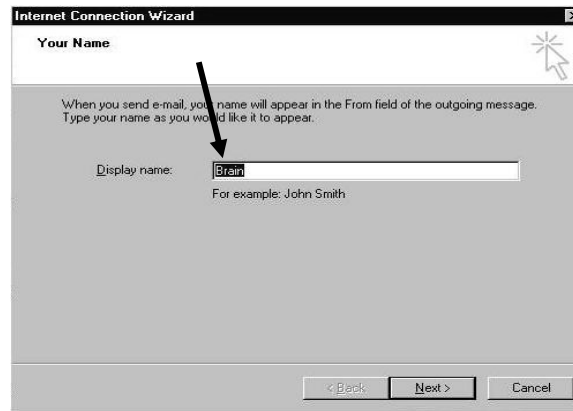 Internet Connection Wizard
Your Name
When you send e-mail, your name will appear in the From field of the outgoing message.
Type your name as you would like it to appear.
Display name: Brain
For example: John Smith
< Back Next > Cancel